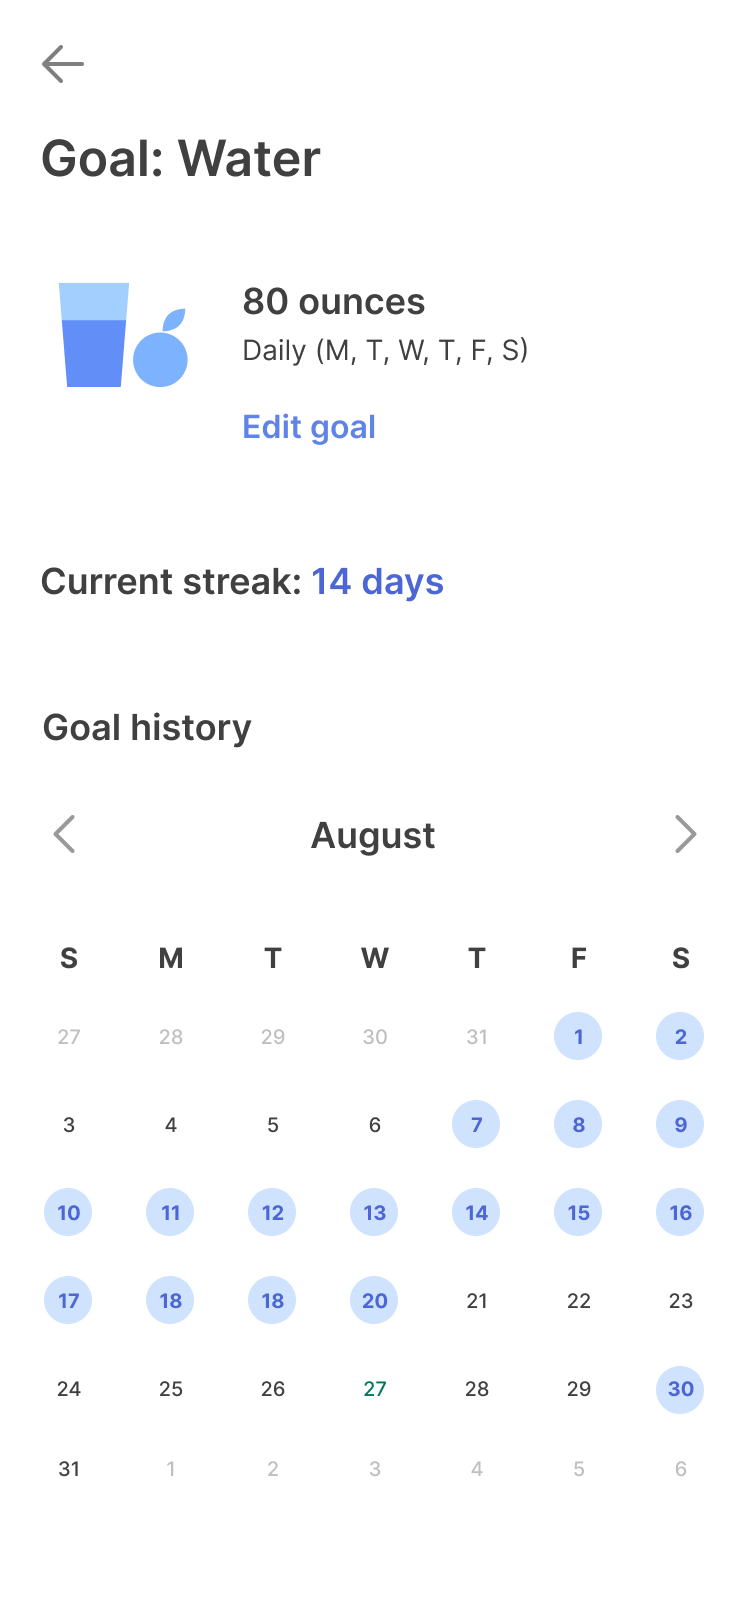 Goal: Water
80 ounces
Daily (M, T, W, T, F, S)
Edit goal
Current streak: 14 days
Goal history
August
S M T W T F S
27 28 29 30 31 1 2
3 4 5 6 7 8 9
10 11 12 13 14 15 16
17 18 18 20 21 22 23
24 25 26 27 28 29 30
31 1 2 3 4 5 6